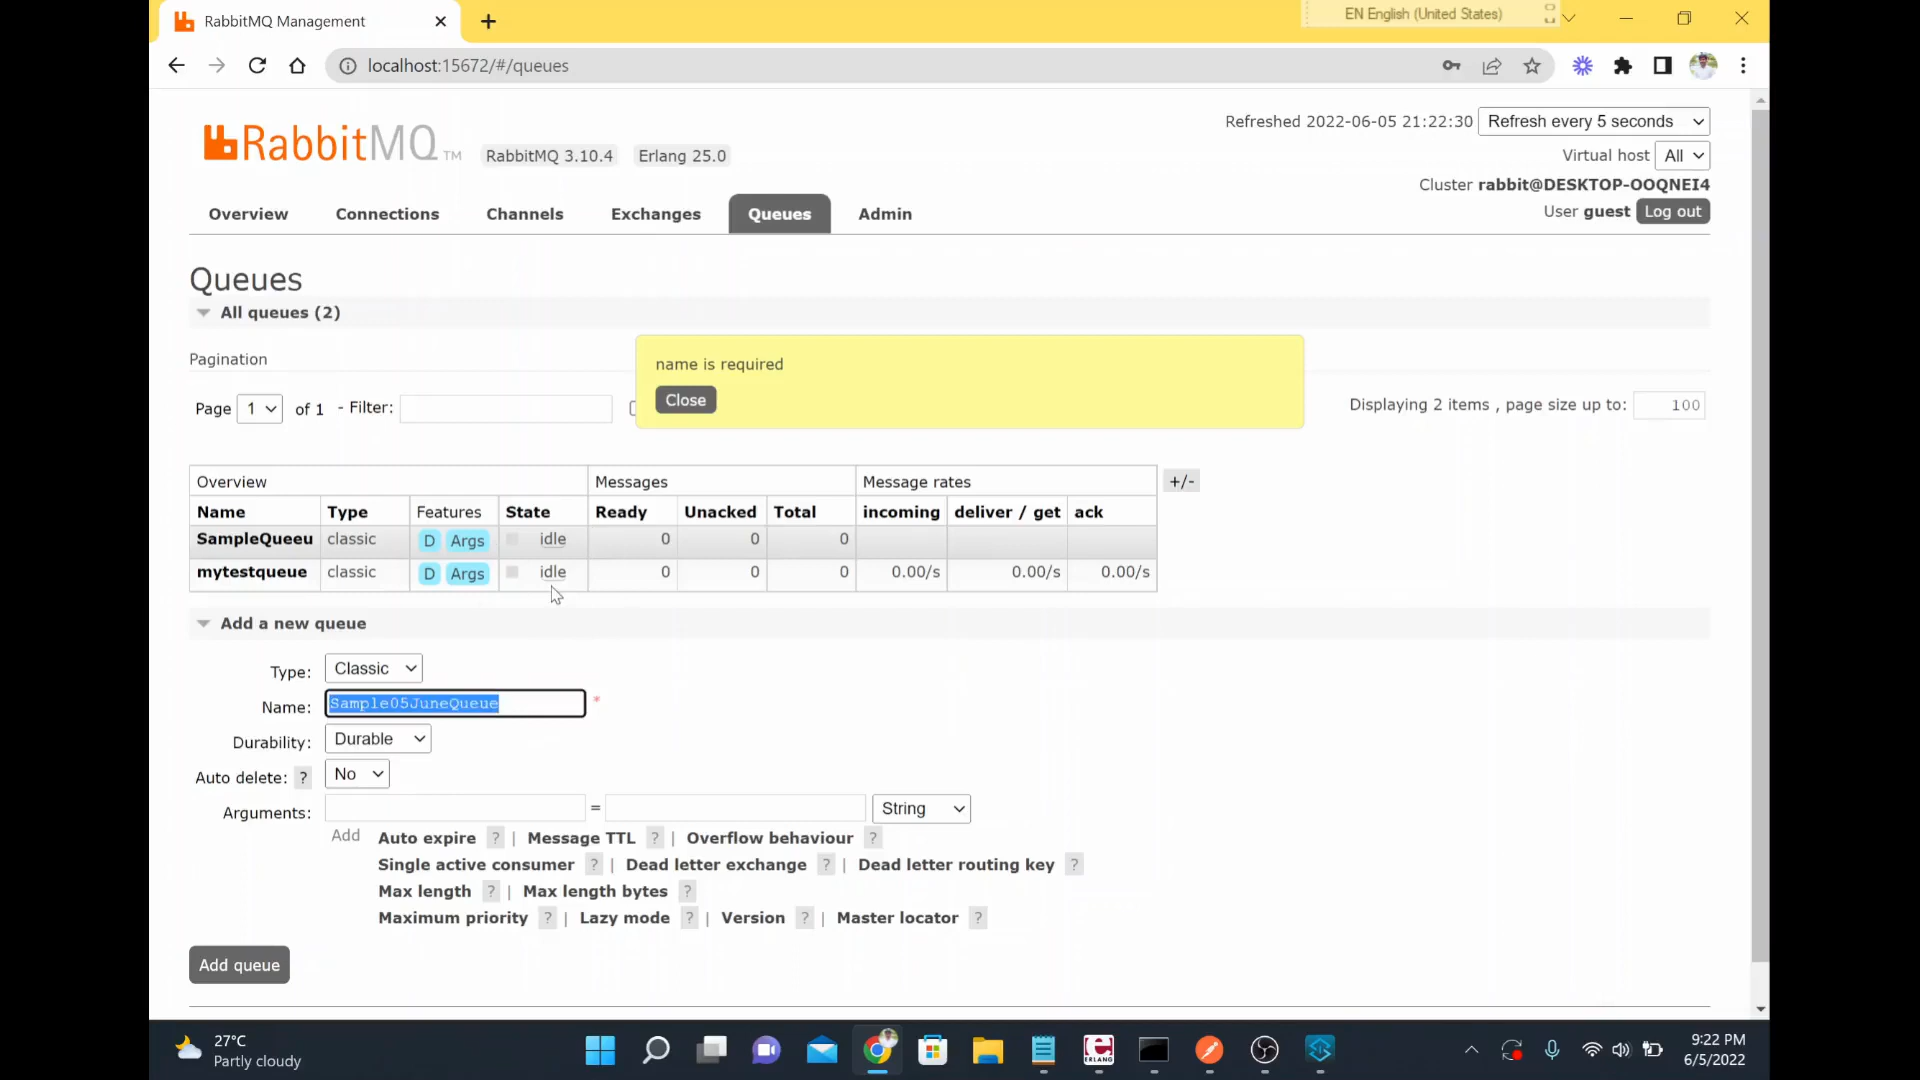 RabbitMQ Management
EN English (United States)
localhost:15672/#/queues
Refreshed 2022-06-05 21:22:30 Refresh every 5 seconds
RabbitMQ TM RabbitMQ 3.10.4 Erlang 25.0
Virtual host All
Cluster rabbit@DESKTOP-OOQNEI4
User guest Log out
Overview Connections Channels Exchanges Queues Admin
Queues
All queues (2)
Pagination
name is required
Close
Page 1 of 1 - Filter:
Displaying 2 items , page size up to: 100
Overview Messages Message rates +/-
Name Type Features State Ready Unacked Total incoming deliver / get ack
SampleQueeu classic D Args idle 0 0 0
mytestqueue classic D Args idle 0 0 0 0.00/s 0.00/s 0.00/s
Add a new queue
Type: Classic
Name: Sample05JuneQueue *
Durability: Durable
Auto delete: ? No
Arguments: = String
Add Auto expire ? | Message TTL ? | Overflow behaviour ?
Single active consumer ? | Dead letter exchange ? | Dead letter routing key ?
Max length ? | Max length bytes ?
Maximum priority ? | Lazy mode ? | Version ? | Master locator ?
Add queue
27°C
Partly cloudy
ERLANG
9:22 PM
6/5/2022